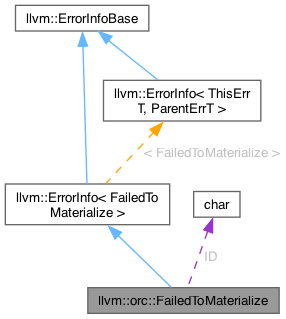 llvm::ErrorInfoBase
llvm::ErrorInfo< ThisErr
T, ParentErrT >
< FailedToMaterialize >
llvm::ErrorInfo< FailedTo
Materialize >
char
ID
llvm::orc::FailedToMaterialize